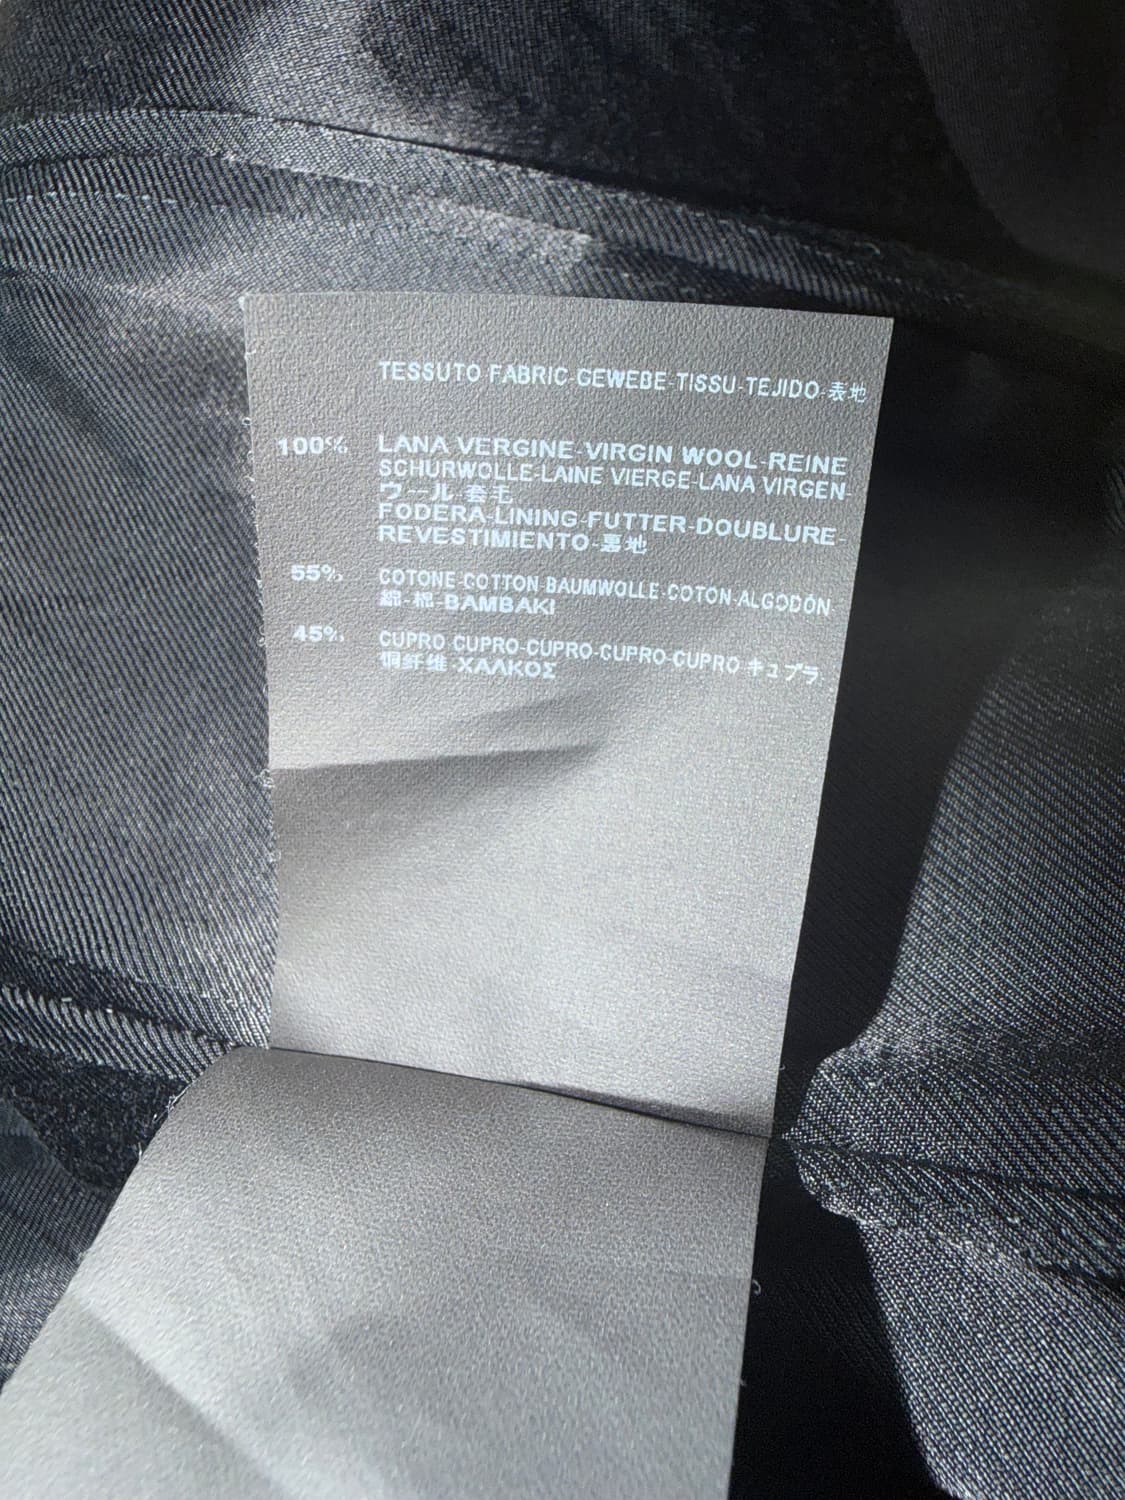 TESSUTO FABRIC-GEWEBE-TISSU-TEJIDO-表地
100% LANA VERGINE-VIRGIN WOOL-REINE
SCHURWOLLE-LAINE VIERGE-LANA VIRGEN-
ウール-套毛
FODERA-LINING-FUTTER-DOUBLURE-
REVESTIMIENTO-裏地
55% COTONE-COTTON-BAUMWOLLE-COTON-ALGODÓN
綿-棉-BAMBAKI
45% CUPRO CUPRO-CUPRO-CUPRO-CUPRO キュプラ.
铜纤维-ΧΑΛΚΟΣ